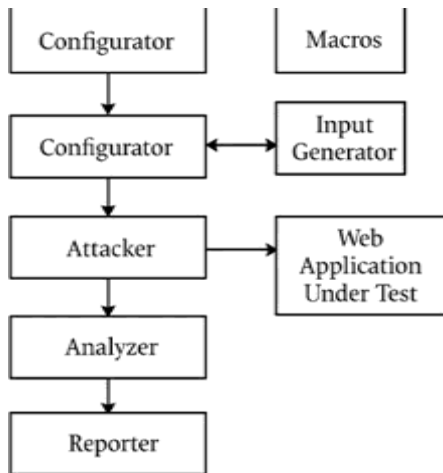 Configurator
Macros
Configurator
Input
Generator
Attacker
Web
Application
Under Test
Analyzer
Reporter